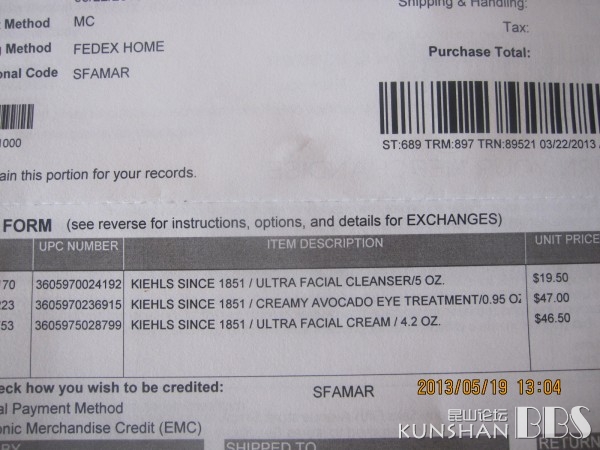 Shipping & Handling:
Method MC
Tax:
Method FEDEX HOME
Purchase Total:
onal Code SFAMAR
1000
ST:689 TRM:897 TRN:89521 03/22/2013
ain this portion for your records.
FORM (see reverse for instructions, options, and details for EXCHANGES)
UPC NUMBER ITEM DESCRIPTION UNIT PRICE
70 3605970024192 KIEHLS SINCE 1851 / ULTRA FACIAL CLEANSER/5 OZ. $19.50
223 3605970236915 KIEHLS SINCE 1851 / CREAMY AVOCADO EYE TREATMENT/0.95 OZ $47.00
53 3605975028799 KIEHLS SINCE 1851 / ULTRA FACIAL CREAM / 4.2 OZ. $46.50
heck how you wish to be credited: SFAMAR
2013/05/19 13:04
al Payment Method
onic Merchandise Credit (EMC)
昆山论坛
KUNSHAN BBS
SHIPPED TO
RETURN